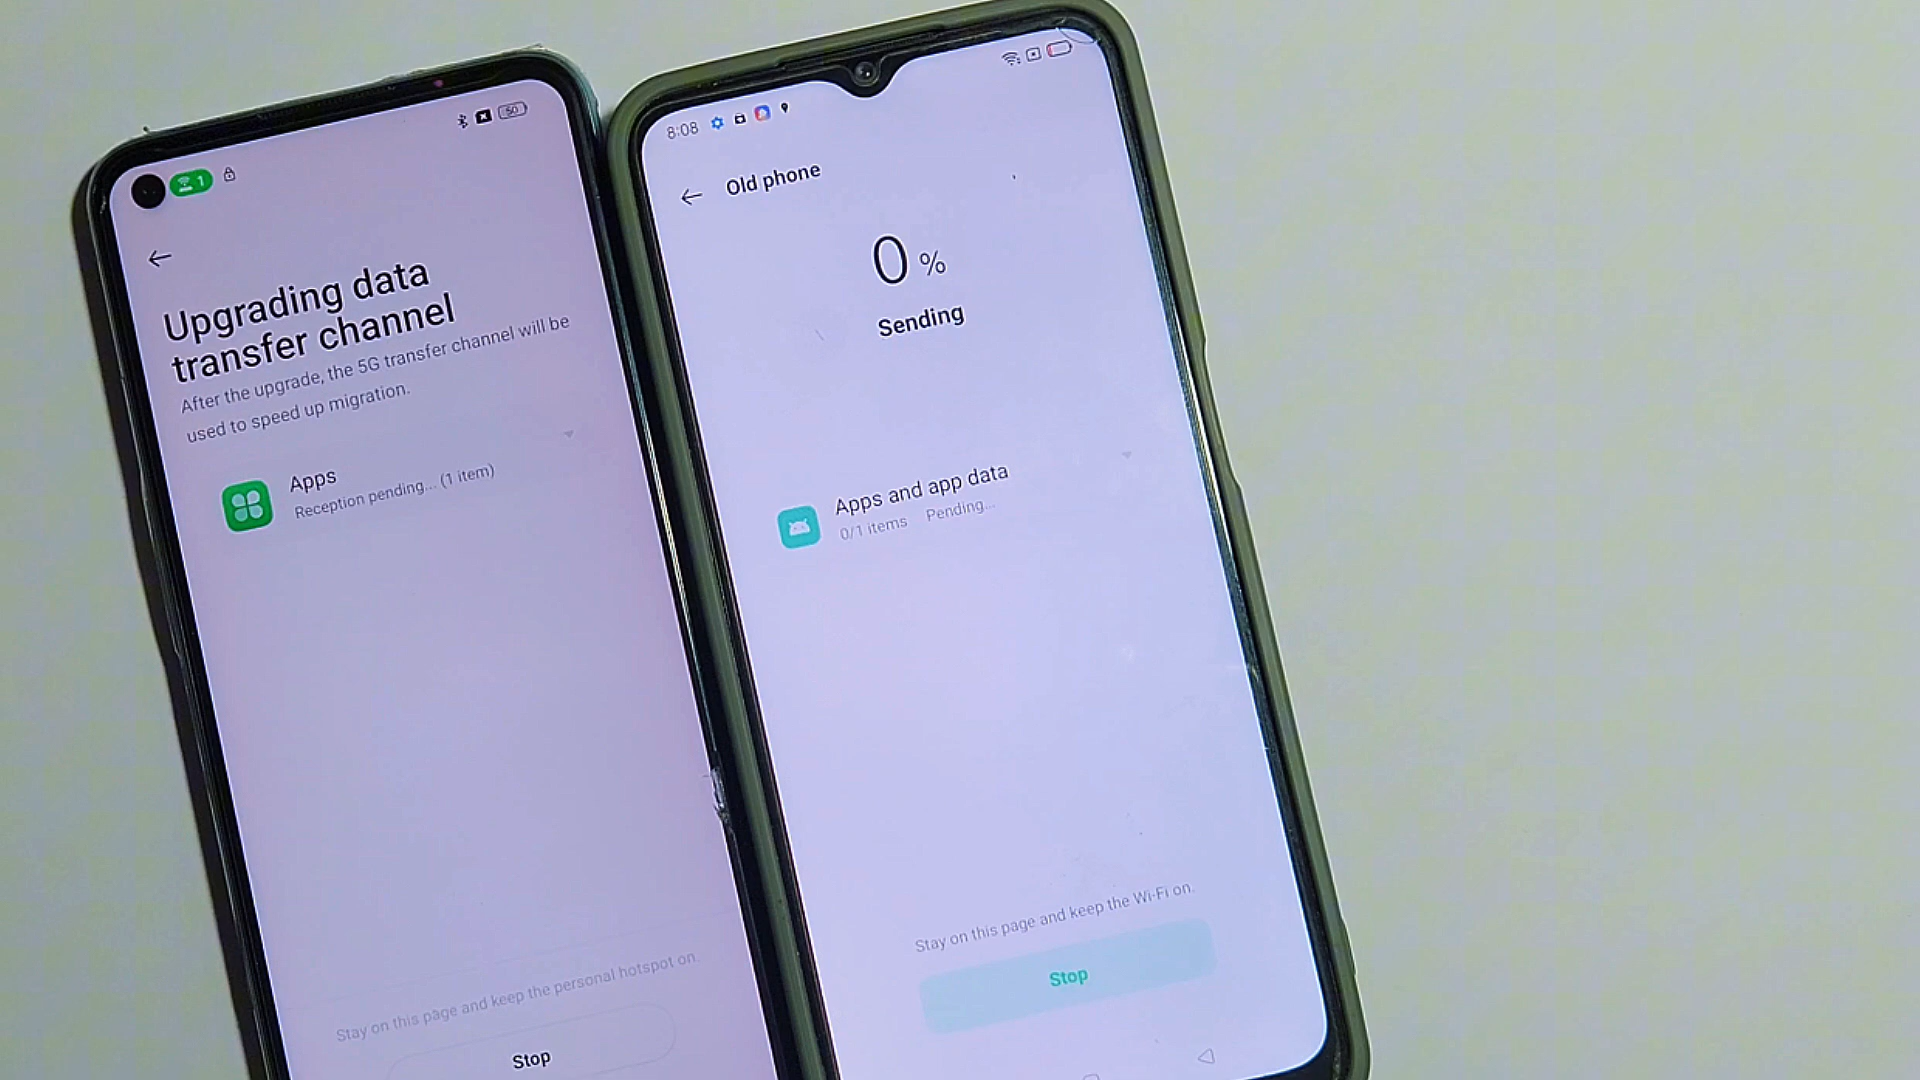 1
50
Upgrading data
transfer channel
After the upgrade, the 5G transfer channel will be
used to speed up migration.
Apps
Reception pending... (1 item)
Stay on this page and keep the personal hotspot on.
Stop
8:08
Old phone
0 %
Sending
Apps and app data
0/1 items Pending...
Stay on this page and keep the Wi-Fi on.
Stop